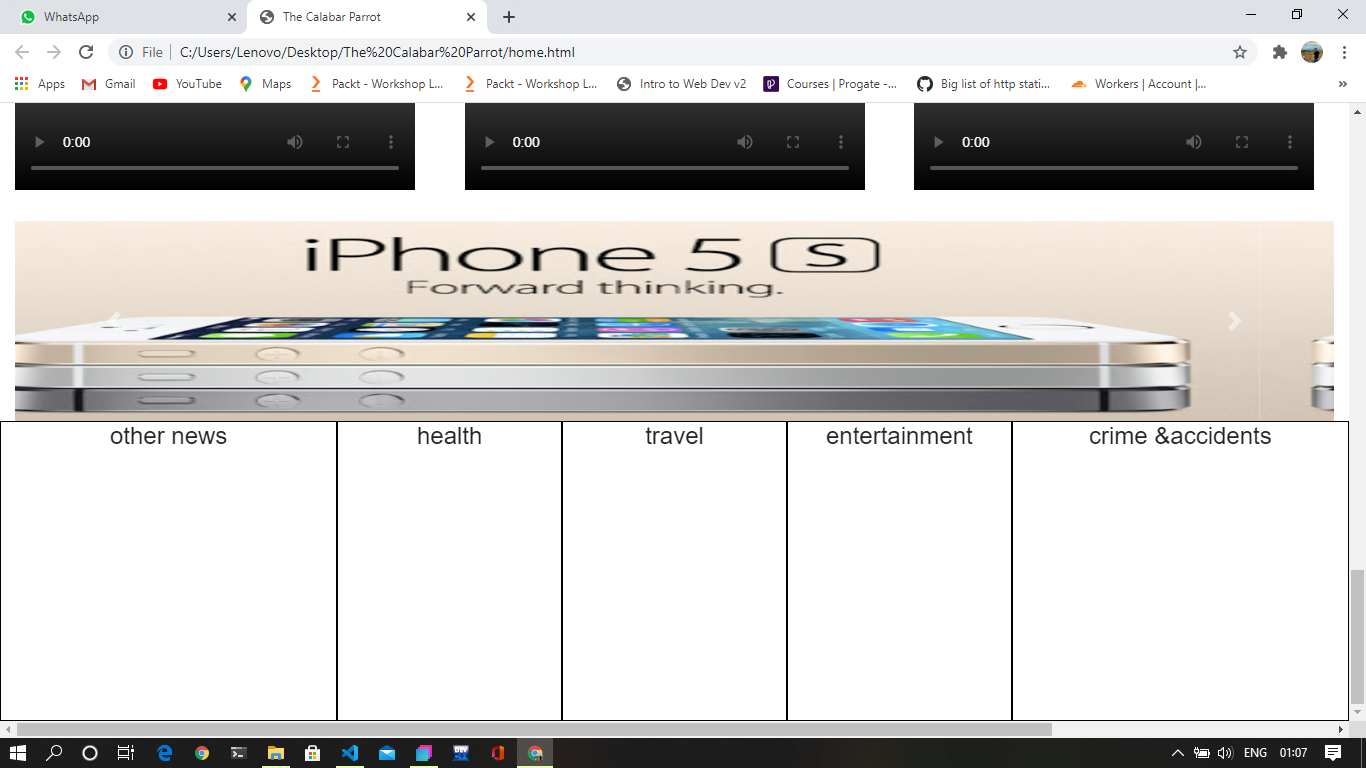 WhatsApp
The Calabar Parrot
File
C:/Users/Lenovo/Desktop/The%20Calabar%20Parrot/home.html
Apps
Gmail
YouTube
Maps
Packt - Workshop L...
Packt - Workshop L...
Intro to Web Dev v2
Courses | Progate -...
Big list of http stati...
Workers | Account |...
»
0:00
0:00
0:00
iPhone 5 S
Forward thinking.
other news
health
travel
entertainment
crime &accidents
DEV
ENG
01:07